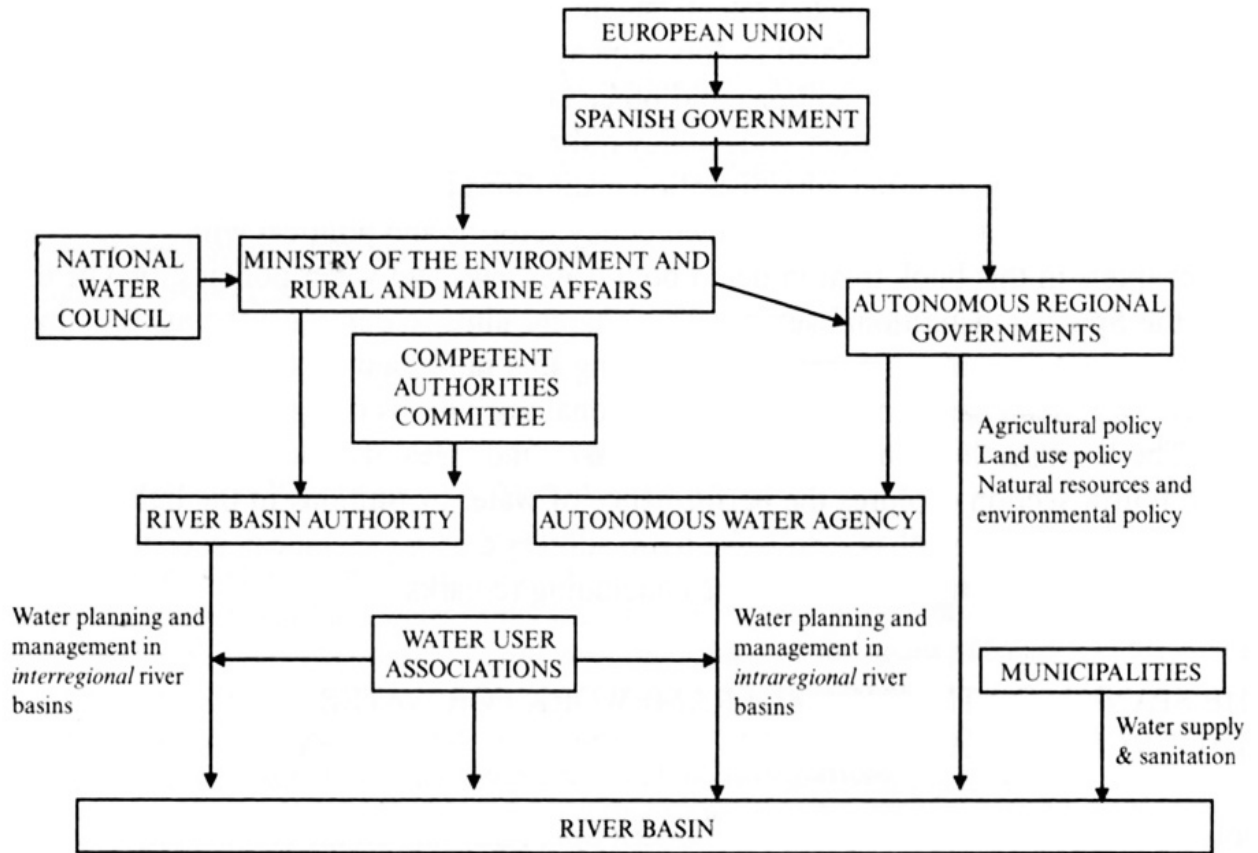 EUROPEAN UNION
SPANISH GOVERNMENT
NATIONAL
WATER
COUNCIL
MINISTRY OF THE ENVIRONMENT AND
RURAL AND MARINE AFFAIRS
AUTONOMOUS REGIONAL
GOVERNMENTS
COMPETENT
AUTHORITIES
COMMITTEE
Agricultural policy
Land use policy
Natural resources and
environmental policy
RIVER BASIN AUTHORITY
AUTONOMOUS WATER AGENCY
Water planning and
management in
interregional river
basins
WATER USER
ASSOCIATIONS
Water planning and
management in
intraregional river
basins
MUNICIPALITIES
Water supply
& sanitation
RIVER BASIN